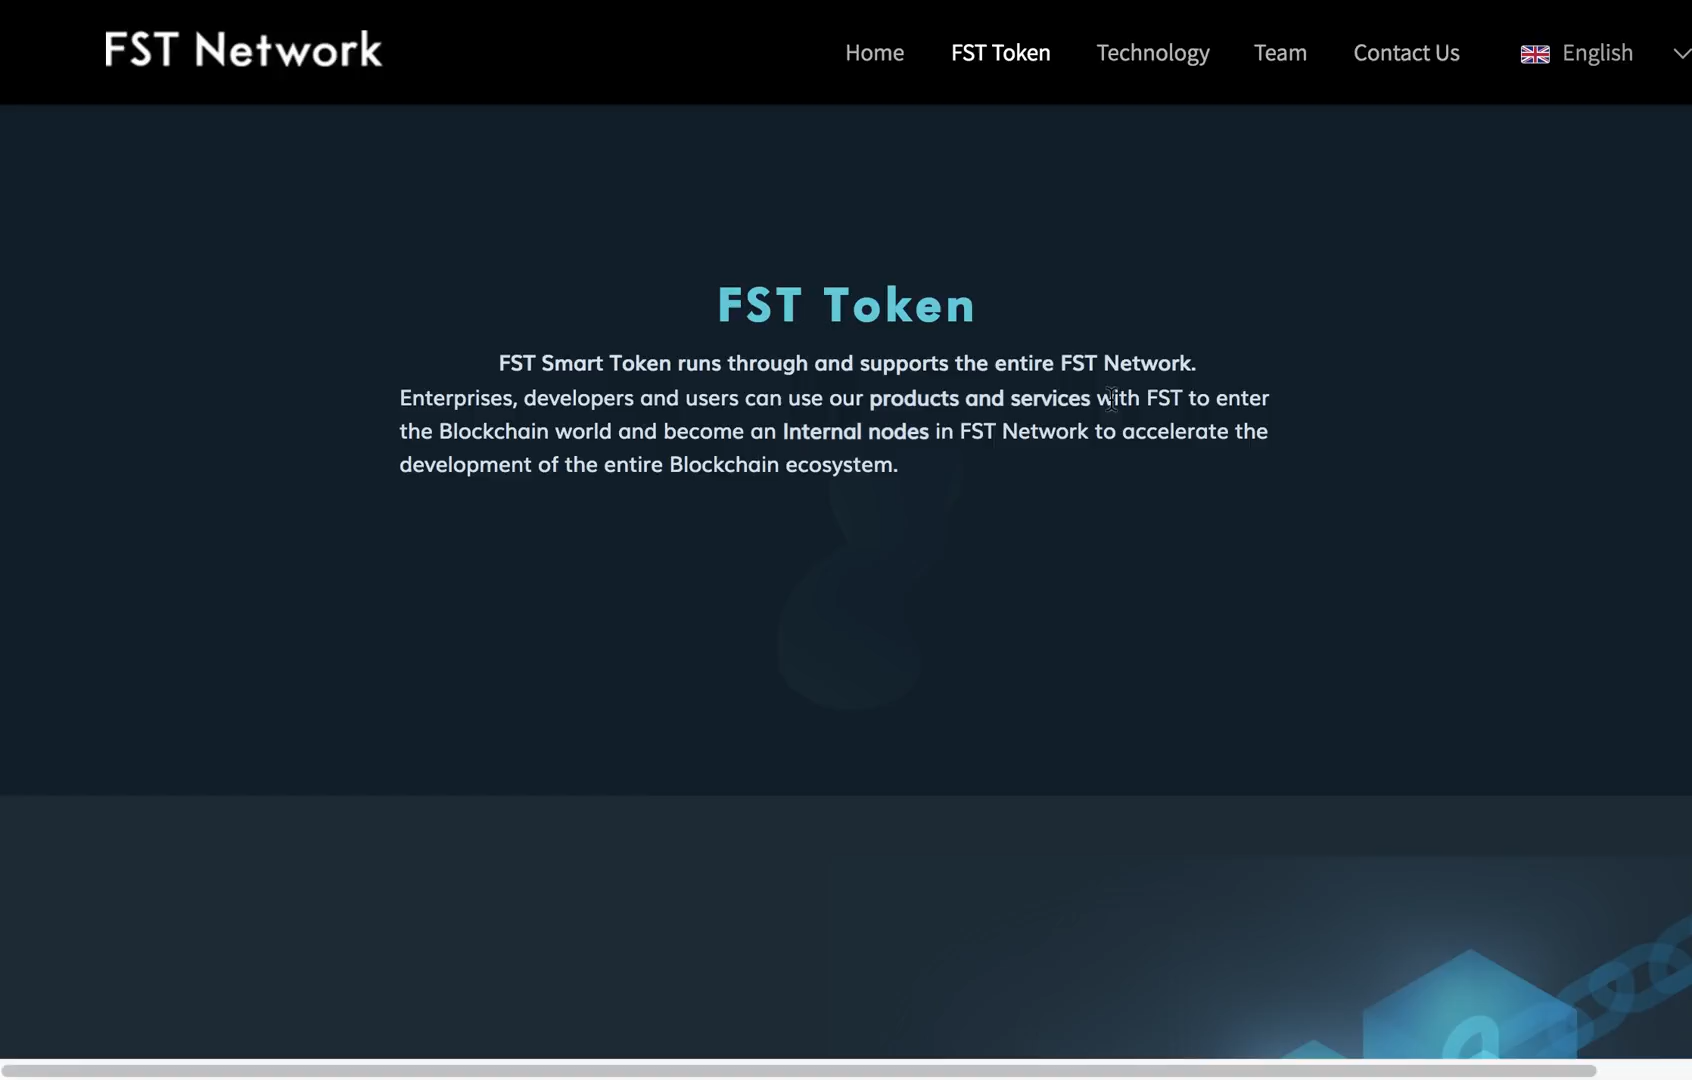 FST Network
Home FST Token Technology Team Contact Us English
FST Token
FST Smart Token runs through and supports the entire FST Network.
Enterprises, developers and users can use our products and services with FST to enter
the Blockchain world and become an Internal nodes in FST Network to accelerate the
development of the entire Blockchain ecosystem.